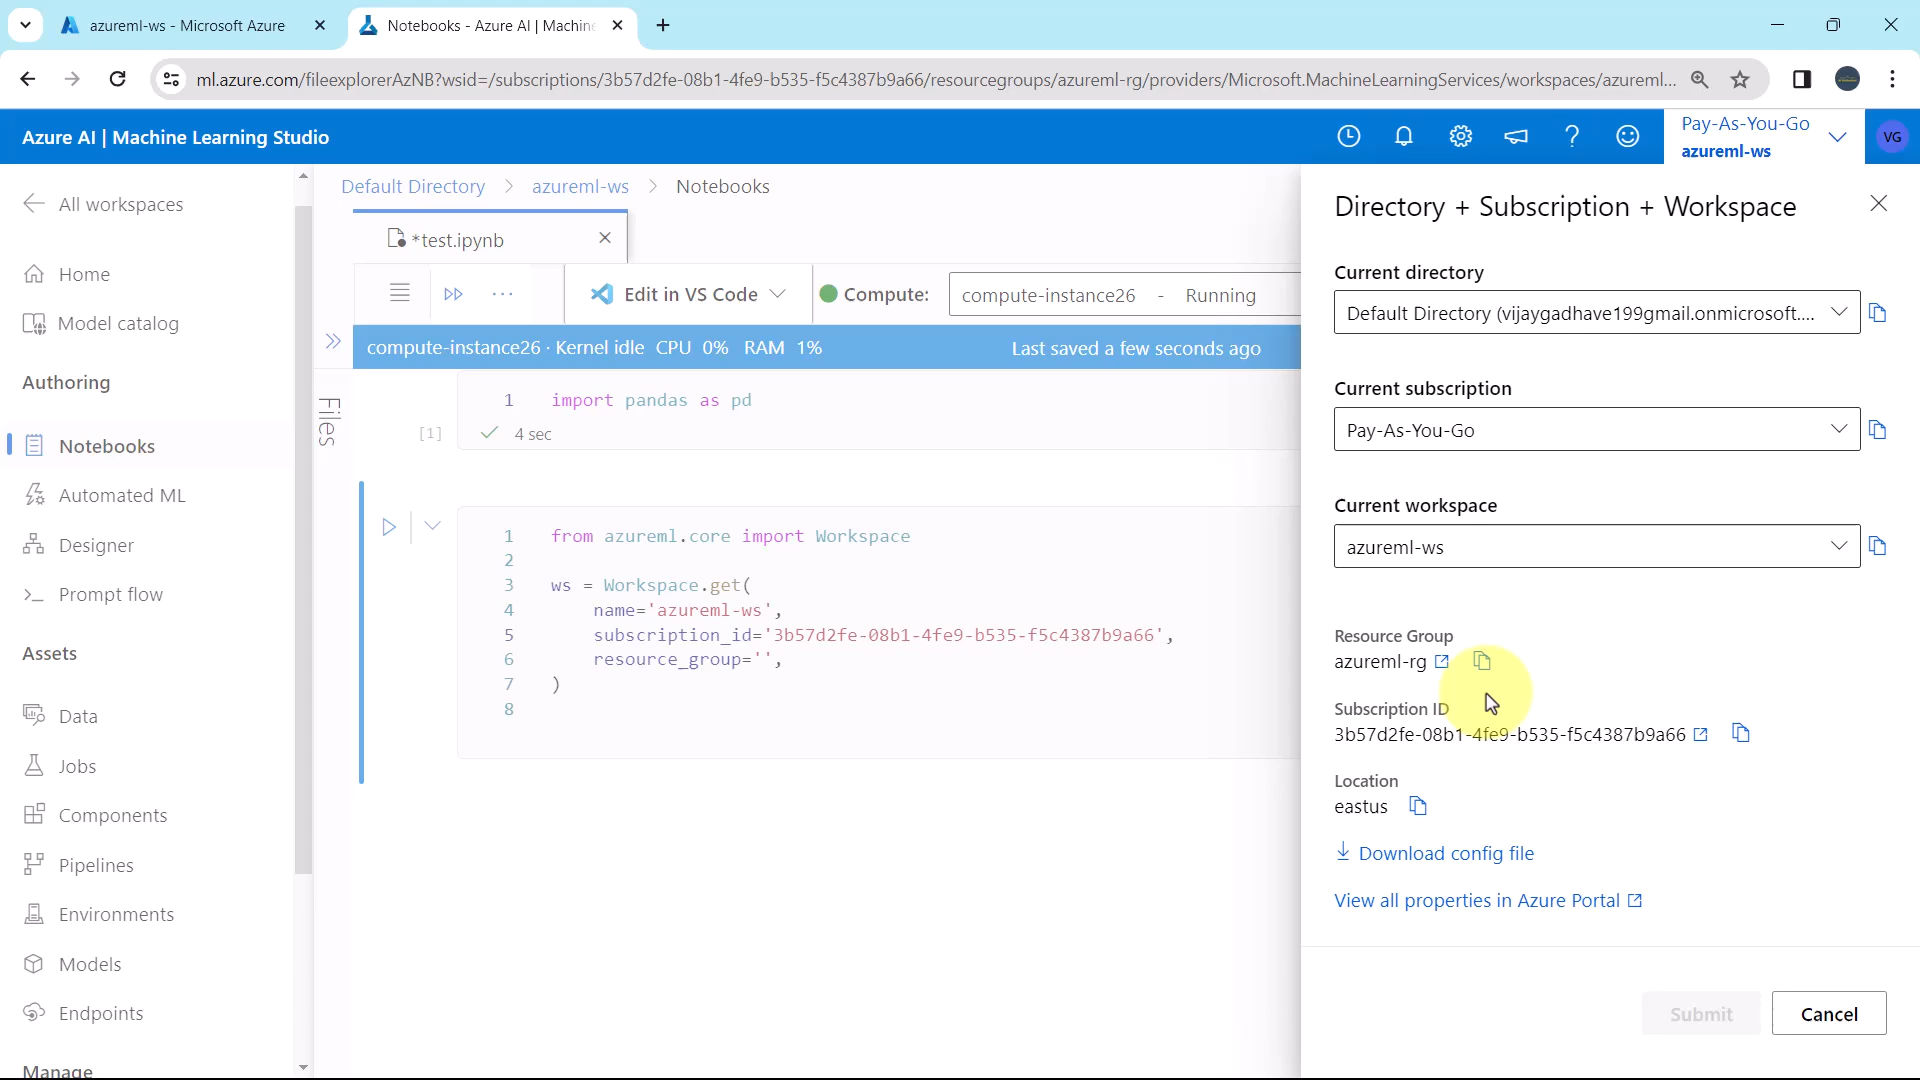 azureml-ws - Microsoft Azure
Notebooks - Azure AI | Machine
ml.azure.com/fileexplorerAzNB?wsid=/subscriptions/3b57d2fe-08b1-4fe9-b535-f5c4387b9a66/resourcegroups/azureml-rg/providers/Microsoft.MachineLearningServices/workspaces/azureml...
Azure AI | Machine Learning Studio
Pay-As-You-Go
azureml-ws
VG
All workspaces
Home
Model catalog
Authoring
Notebooks
Automated ML
Designer
Prompt flow
Assets
Data
Jobs
Components
Pipelines
Environments
Models
Endpoints
Manage
Default Directory > azureml-ws > Notebooks
Files
*test.ipynb
Edit in VS Code
Compute:
compute-instance26 - Running
compute-instance26 · Kernel idle CPU 0% RAM 1%
Last saved a few seconds ago
1 import pandas as pd
[1]
4 sec
1 from azureml.core import Workspace
2
3 ws = Workspace.get(
4 name='azureml-ws',
5 subscription_id='3b57d2fe-08b1-4fe9-b535-f5c4387b9a66',
6 resource_group='',
7 )
8
Directory + Subscription + Workspace
Current directory
Default Directory (vijaygadhave199gmail.onmicrosoft....
Current subscription
Pay-As-You-Go
Current workspace
azureml-ws
Resource Group
azureml-rg
Subscription ID
3b57d2fe-08b1-4fe9-b535-f5c4387b9a66
Location
eastus
Download config file
View all properties in Azure Portal
Submit
Cancel